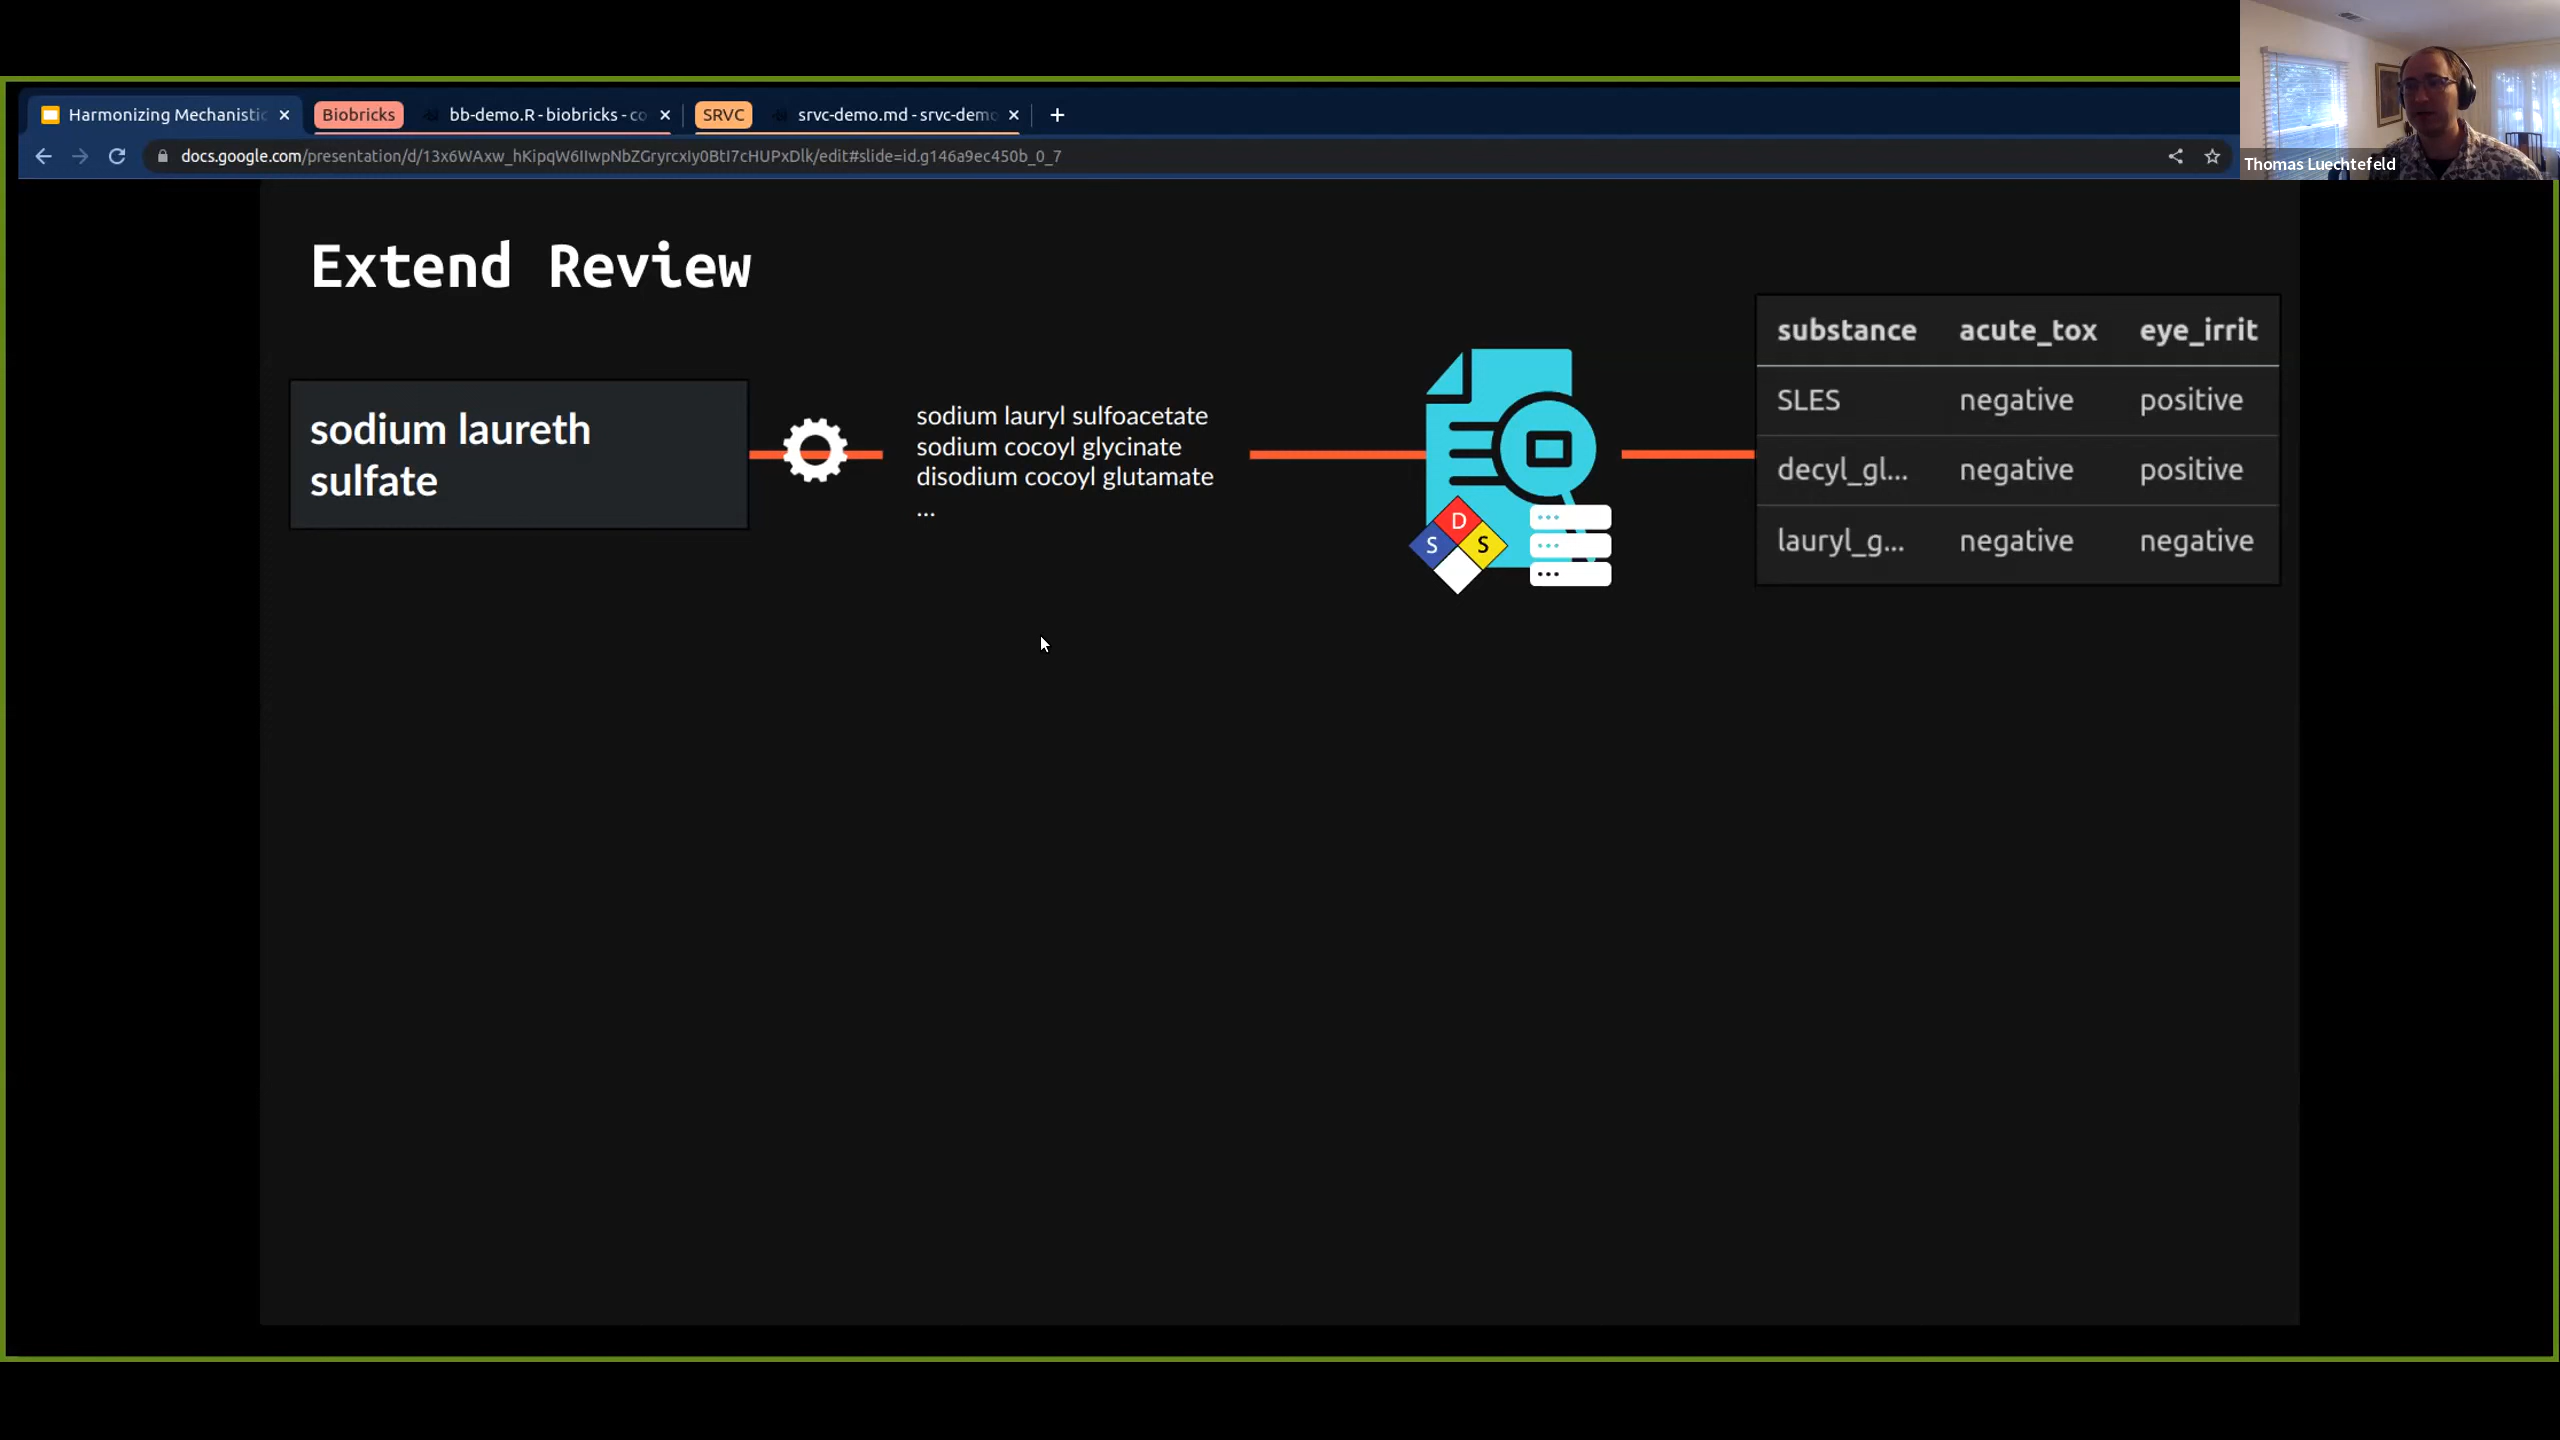 Harmonizing Mechanistic
Biobricks
bb-demo.R - biobricks - co
SRVC
srvc-demo.md - srvc-demo
docs.google.com/presentation/d/13x6WAxw_hKipqW6IIwpNbZGryrcxIy0BtI7cHUPxDlk/edit#slide=id.g146a9ec450b_0_7
Thomas Luechtefeld
Extend Review
sodium laureth
sulfate
sodium lauryl sulfoacetate
sodium cocoyl glycinate
disodium cocoyl glutamate
...
D
S S
substance acute_tox eye_irrit
SLES negative positive
decyl_gl... negative positive
lauryl_g... negative negative